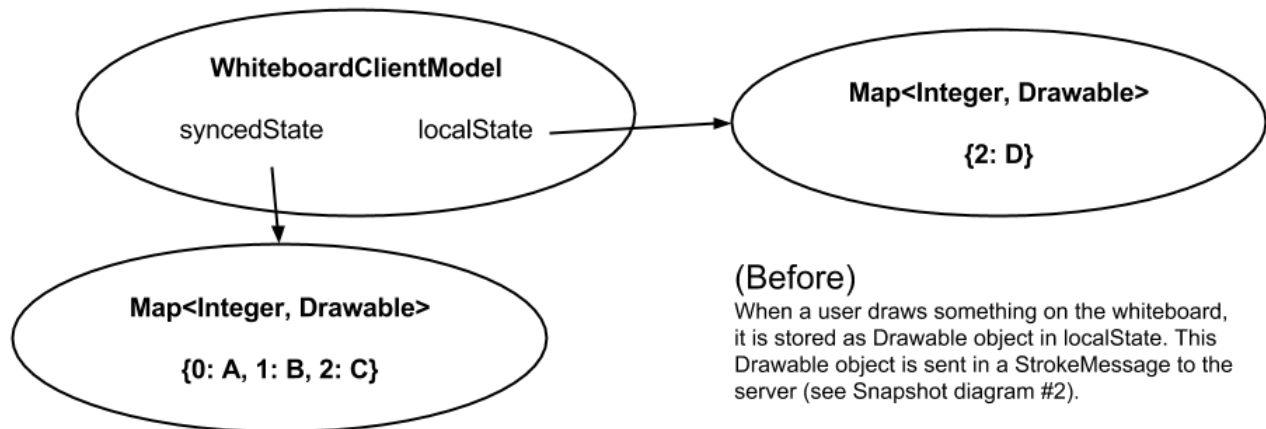 WhiteboardClientModel
syncedState localState
Map<Integer, Drawable>
{2: D}
Map<Integer, Drawable>
{0: A, 1: B, 2: C}
(Before)
When a user draws something on the whiteboard,
it is stored as Drawable object in localState. This
Drawable object is sent in a StrokeMessage to the
server (see Snapshot diagram #2).